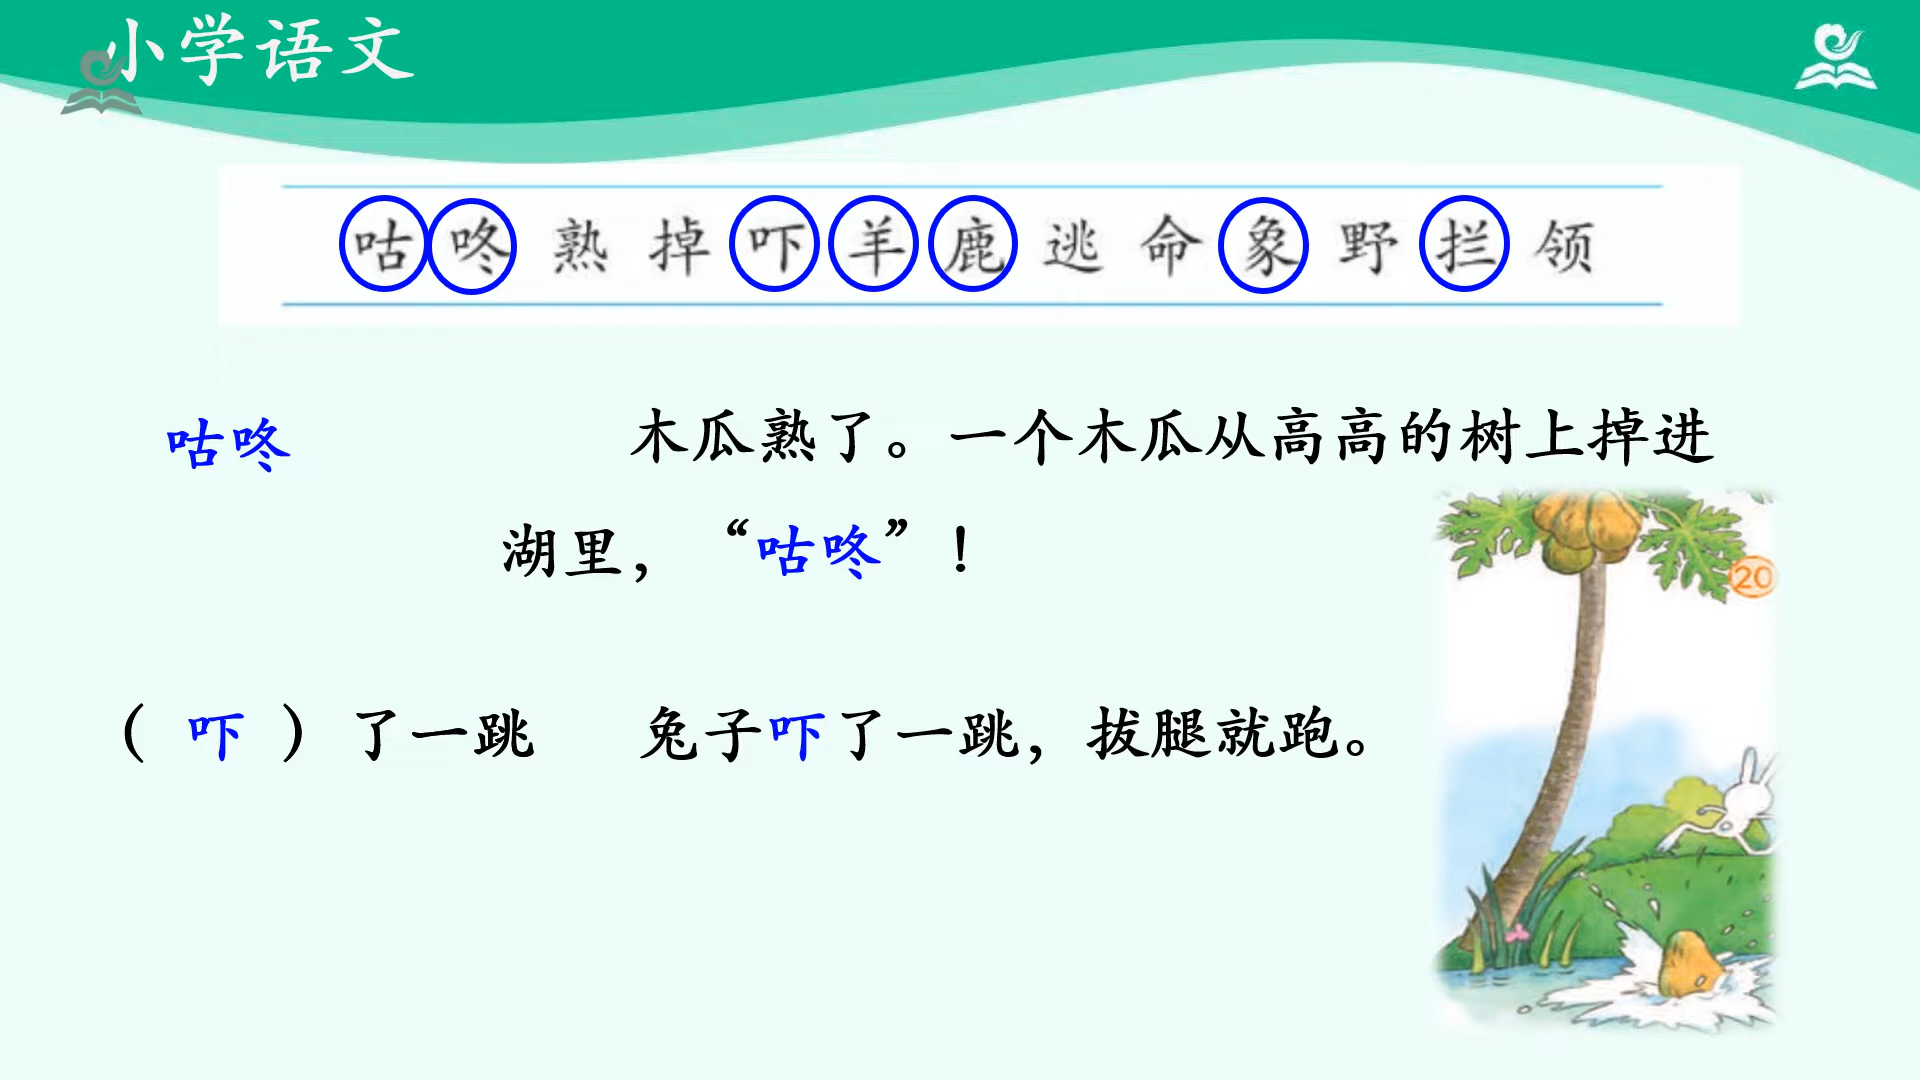 小学语文
咕 咚 熟 掉 吓 羊 鹿 逃 命 象 野 拦 领
咕咚
木瓜熟了。一个木瓜从高高的树上掉进
湖里，“咕咚”！
20
（ 吓 ）了一跳 兔子吓了一跳，拔腿就跑。